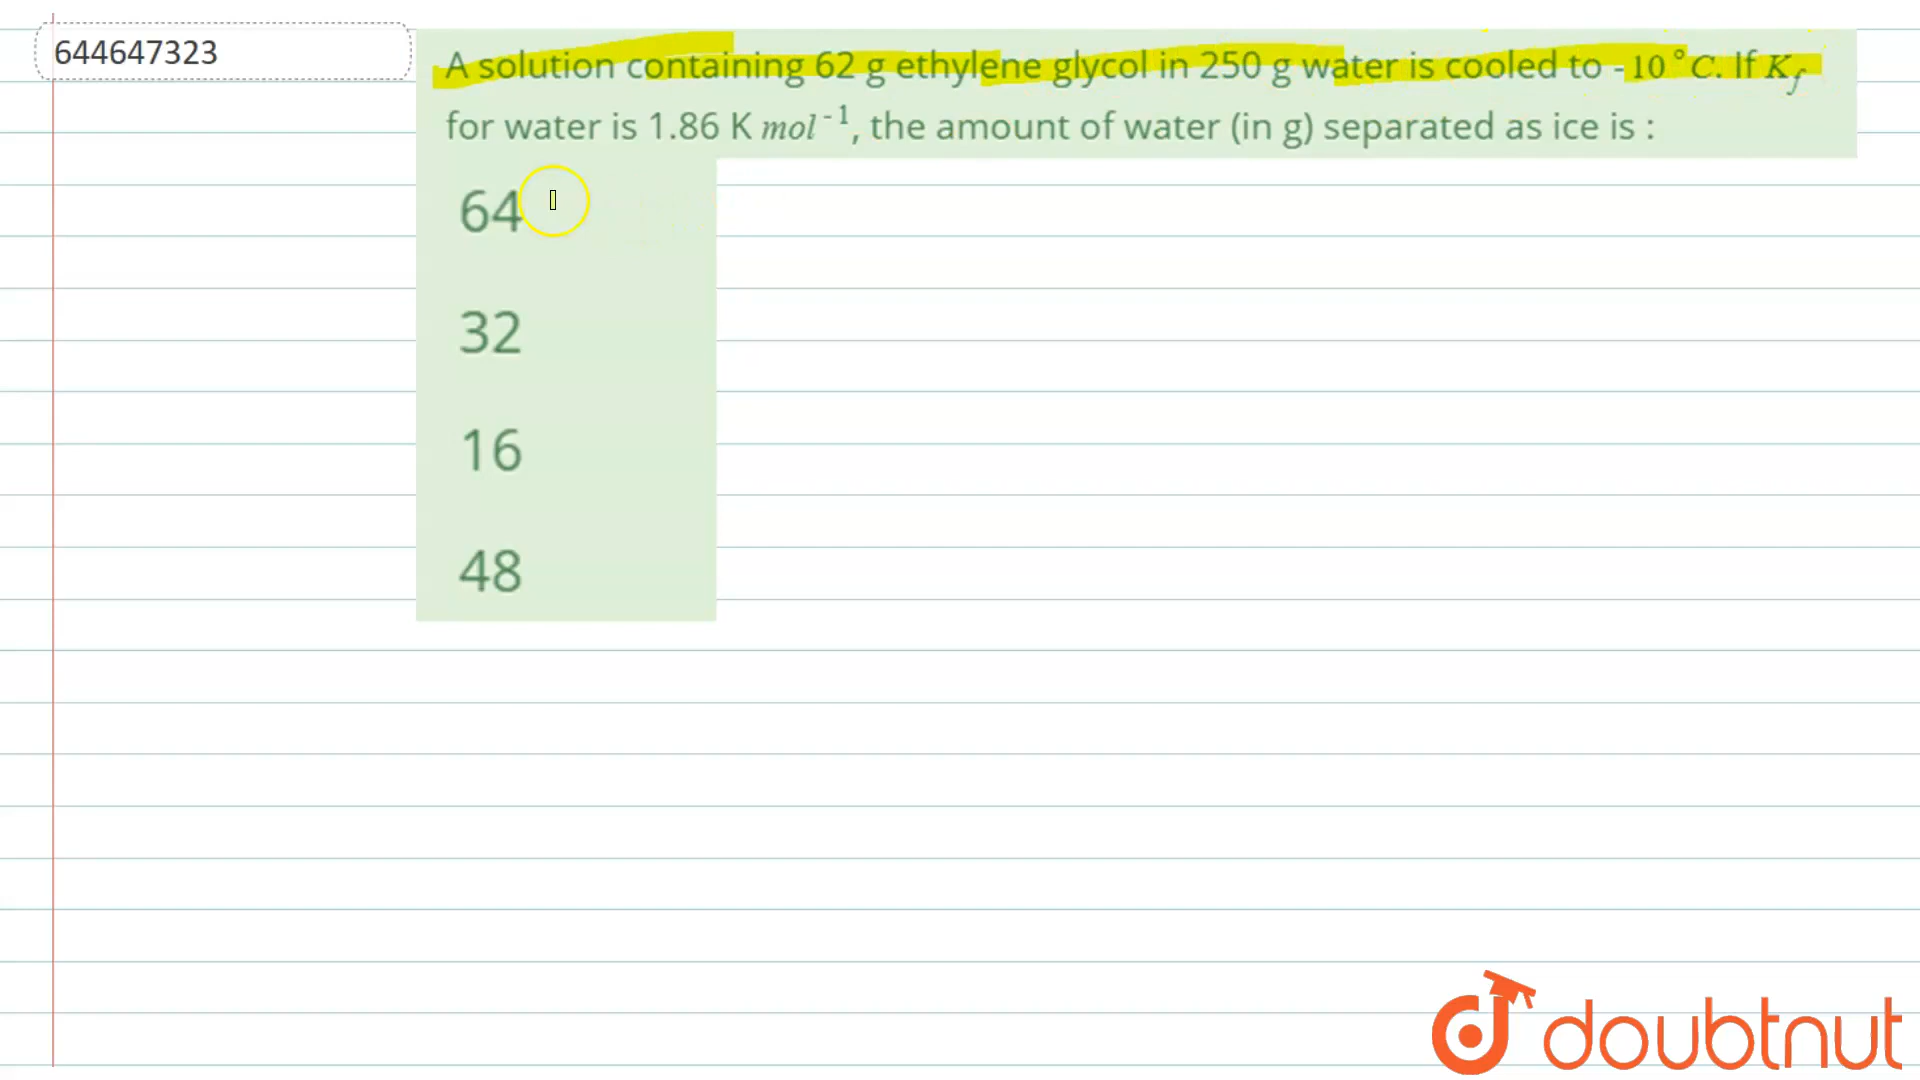 644647323
A solution containing 62 g ethylene glycol in 250 g water is cooled to -10°C. If K_f
for water is 1.86 K mol⁻¹, the amount of water (in g) separated as ice is :
64
32
16
48
doubtnut